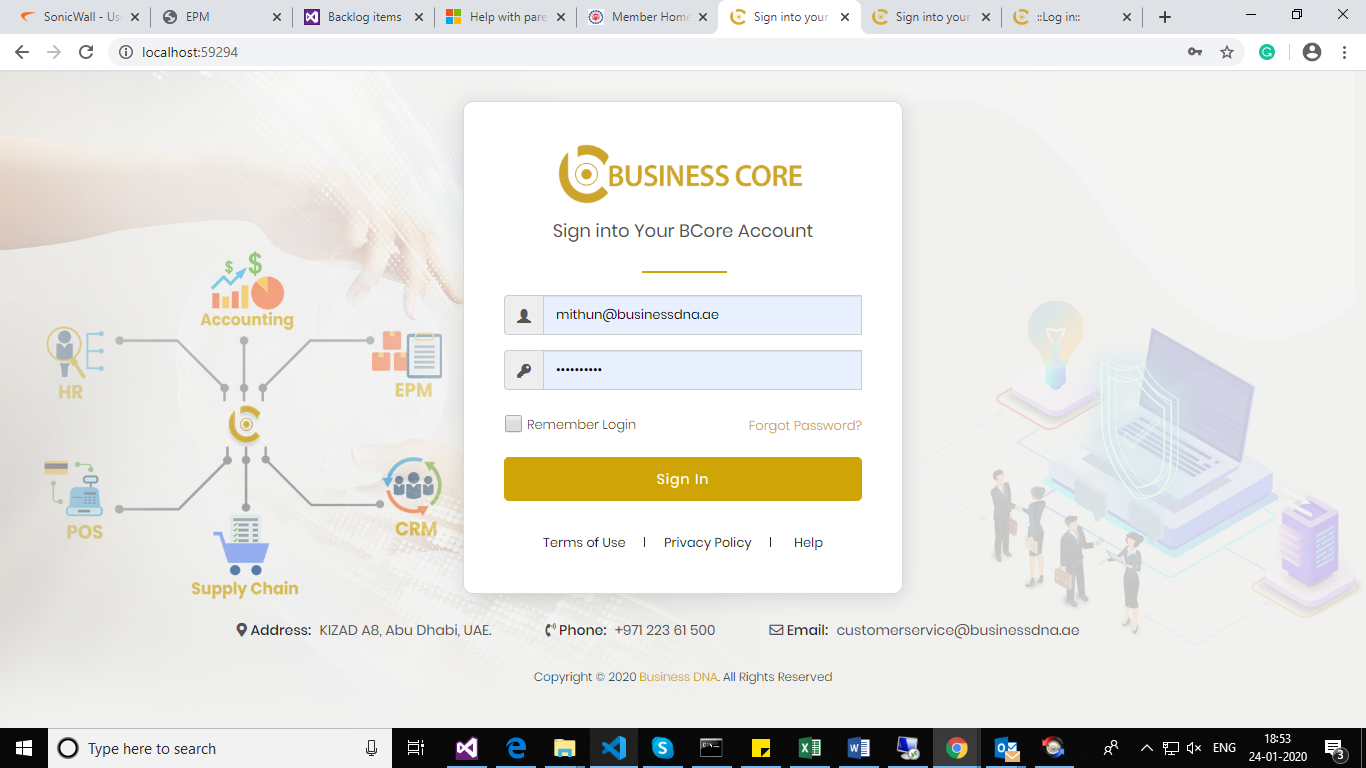 SonicWall - Us
EPM
Backlog items
Help with pare
Member Home
Sign into your
Sign into your
::Log in::
localhost:59294
BUSINESS CORE
Sign into Your BCore Account
mithun@businessdna.ae
••••••••••
Remember Login
Forgot Password?
Sign In
Terms of Use | Privacy Policy | Help
$ $
Accounting
HR
EPM
POS
CRM
Supply Chain
Address: KIZAD A8, Abu Dhabi, UAE.
Phone: +971 223 61 500
Email: customerservice@businessdna.ae
Copyright © 2020 Business DNA. All Rights Reserved
Type here to search
ENG
18:53
24-01-2020
3